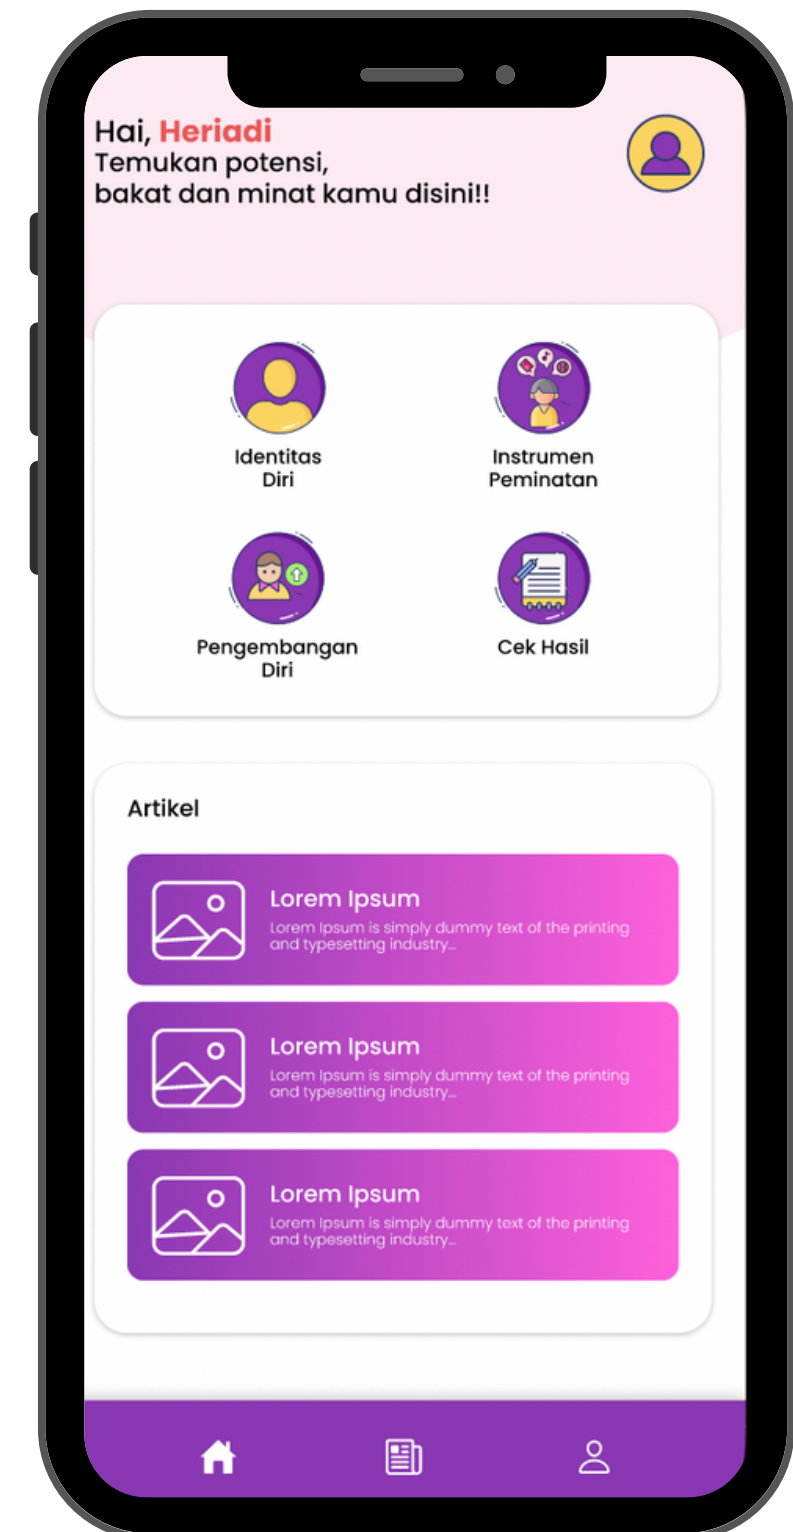 Hai, Heriadi
Temukan potensi,
bakat dan minat kamu disini!!
Identitas
Diri
Instrumen
Peminatan
Pengembangan
Diri
Cek Hasil
Artikel
Lorem Ipsum
Lorem Ipsum is simply dummy text of the printing
and typesetting industry...
Lorem Ipsum
Lorem Ipsum is simply dummy text of the printing
and typesetting industry...
Lorem Ipsum
Lorem Ipsum is simply dummy text of the printing
and typesetting industry...